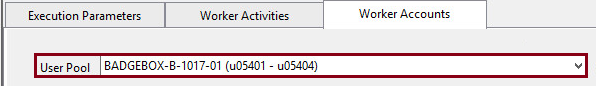 Execution Parameters Worker Activities Worker Accounts
User Pool BADGEBOX-B-1017-01 (u05401 - u05404)